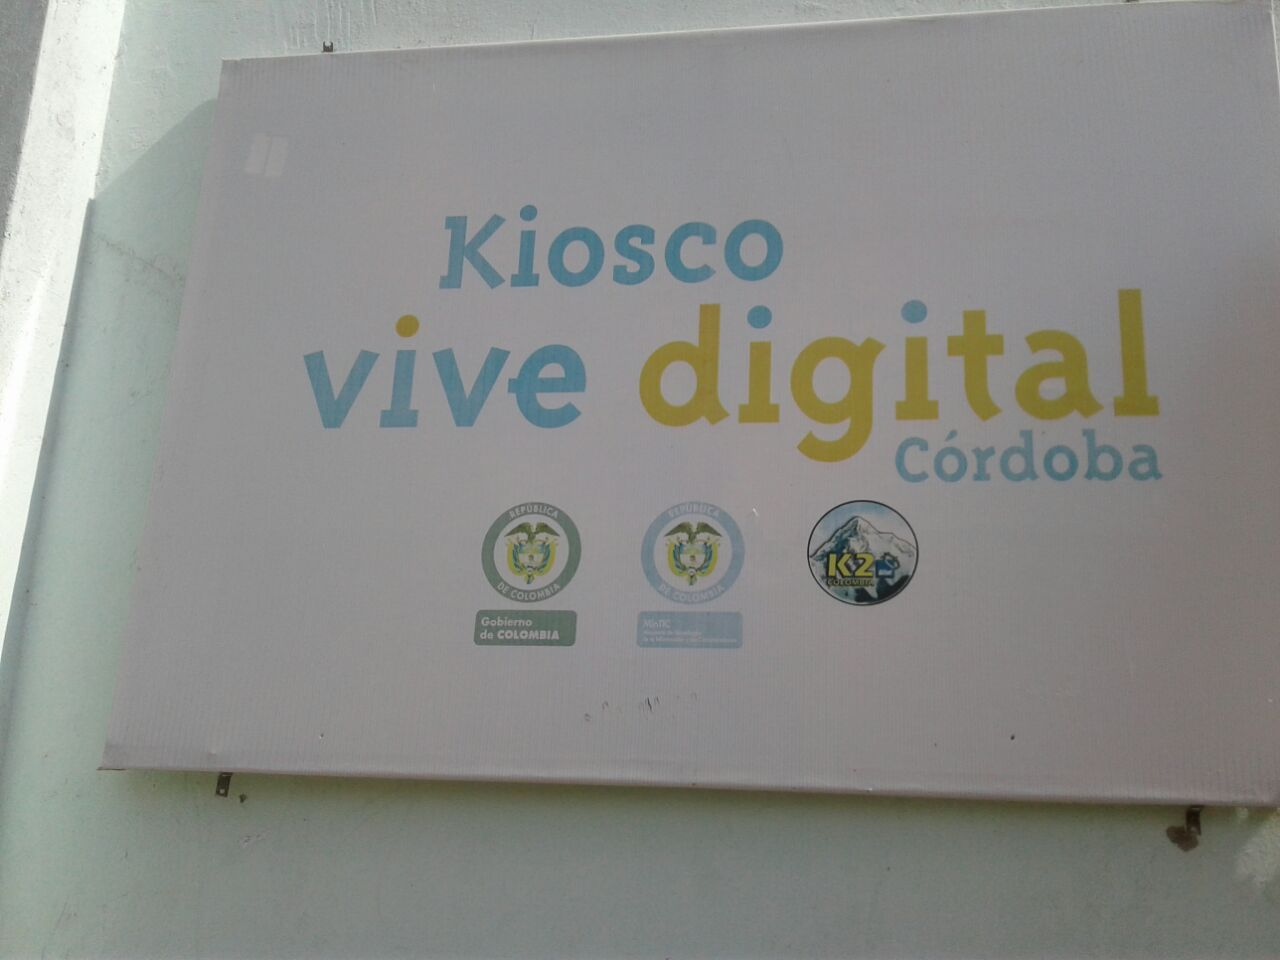 Kiosco
vive digital
Córdoba
REPÚBLICA
DE COLOMBIA
Gobierno
de COLOMBIA
REPÚBLICA
DE COLOMBIA
MinTIC
K2
COLOMBIA